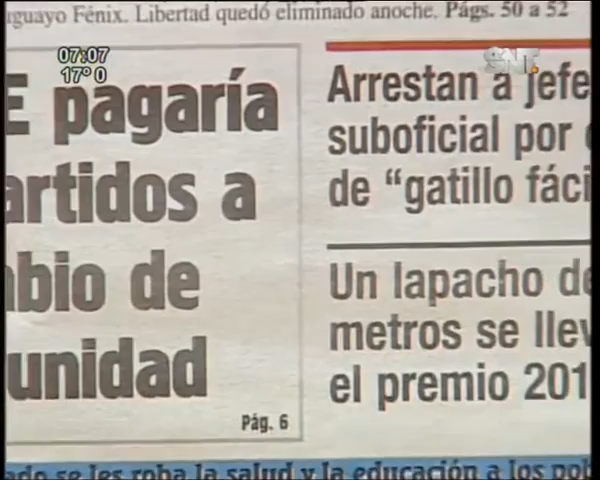 uguayo Fénix. Libertad quedó eliminado anoche. Págs. 50 a 52
07:07
17° 0
SNT.
E pagaría
artidos a
bio de
unidad
Pág. 6
Arrestan a jefe
suboficial por
de “gatillo fáci
Un lapacho de
metros se llev
el premio 201
ado se les roba la salud y la educación a los pob